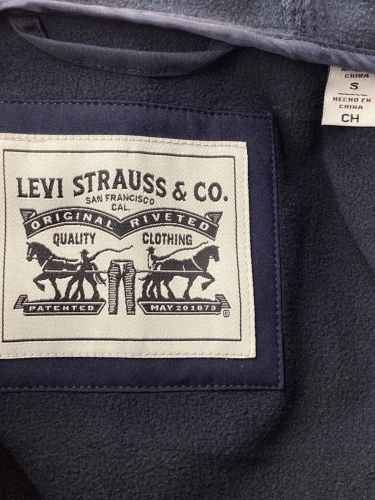 LEVI STRAUSS & CO.
SAN FRANCISCO
CAL.
ORIGINAL RIVETED
QUALITY CLOTHING
PATENTED MAY 20 1873
®
CHINA
S
HECHO EN
CHINA
CH